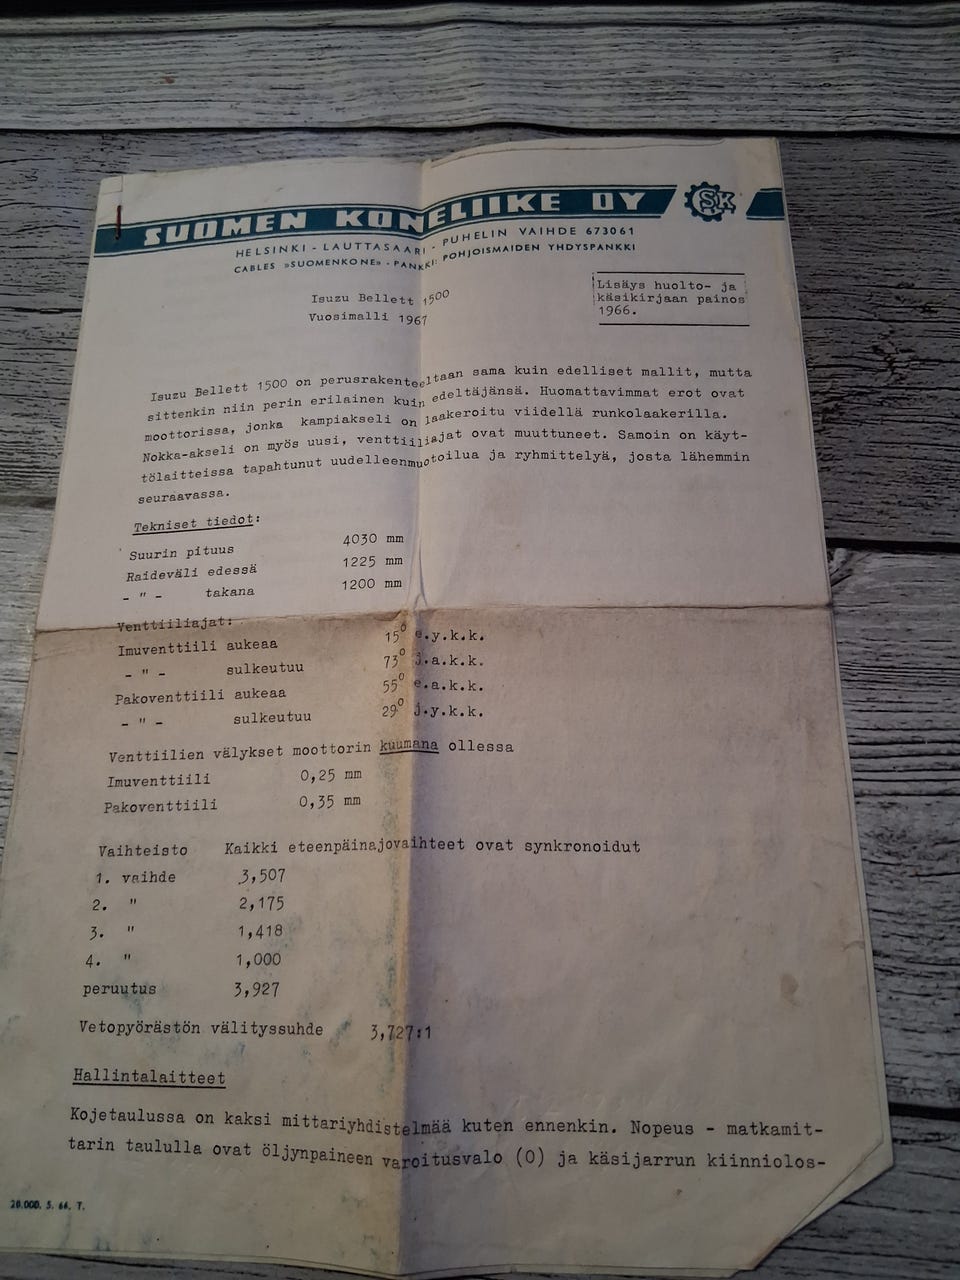 SUOMEN KONELIIKE OY SK
HELSINKI - LAUTTASAARI - PUHELIN VAIHDE 673061
CABLES »SUOMENKONE» - PANKKI: POHJOISMAIDEN YHDYSPANKKI
Isuzu Bellett 1500
Vuosimalli 1967
Lisäys huolto- ja
käsikirjaan painos
1966.
Isuzu Bellett 1500 on perusrakenteeltaan sama kuin edelliset mallit, mutta
sittenkin niin perin erilainen kuin edeltäjänsä. Huomattavimmat erot ovat
moottorissa, jonka kampiakseli on laakeroitu viidellä runkolaakerilla.
Nokka-akseli on myös uusi, venttiiliajat ovat muuttuneet. Samoin on käyt-
tölaitteissa tapahtunut uudelleenmuotoilua ja ryhmittelyä, josta lähemmin
seuraavassa.
Tekniset tiedot:
Suurin pituus 4030 mm
Raideväli edessä 1225 mm
- " - takana 1200 mm
Venttiiliajat:
Imuventtiili aukeaa 15° e.y.k.k.
- " - sulkeutuu 73° j.a.k.k.
Pakoventtiili aukeaa 55° e.a.k.k.
- " - sulkeutuu 29° j.y.k.k.
Venttiilien välykset moottorin kuumana ollessa
Imuventtiili 0,25 mm
Pakoventtiili 0,35 mm
Vaihteisto Kaikki eteenpäinajovaihteet ovat synkronoidut
1. vaihde 3,507
2. " 2,175
3. " 1,418
4. " 1,000
peruutus 3,927
Vetopyörästön välityssuhde 3,727:1
Hallintalaitteet
Kojetaulussa on kaksi mittariyhdistelmää kuten ennenkin. Nopeus - matkamit-
tarin taululla ovat öljynpaineen varoitusvalo (O) ja käsijarrun kiinniolos-
20.000. 5. 66. T.